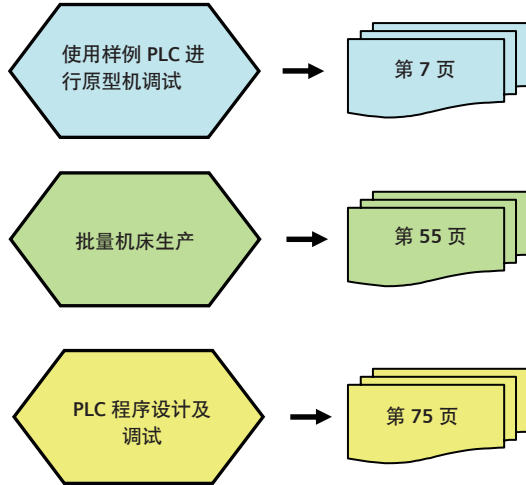 使用样例 PLC 进
行原型机调试
第 7 页
批量机床生产
第 55 页
PLC 程序设计及
调试
第 75 页